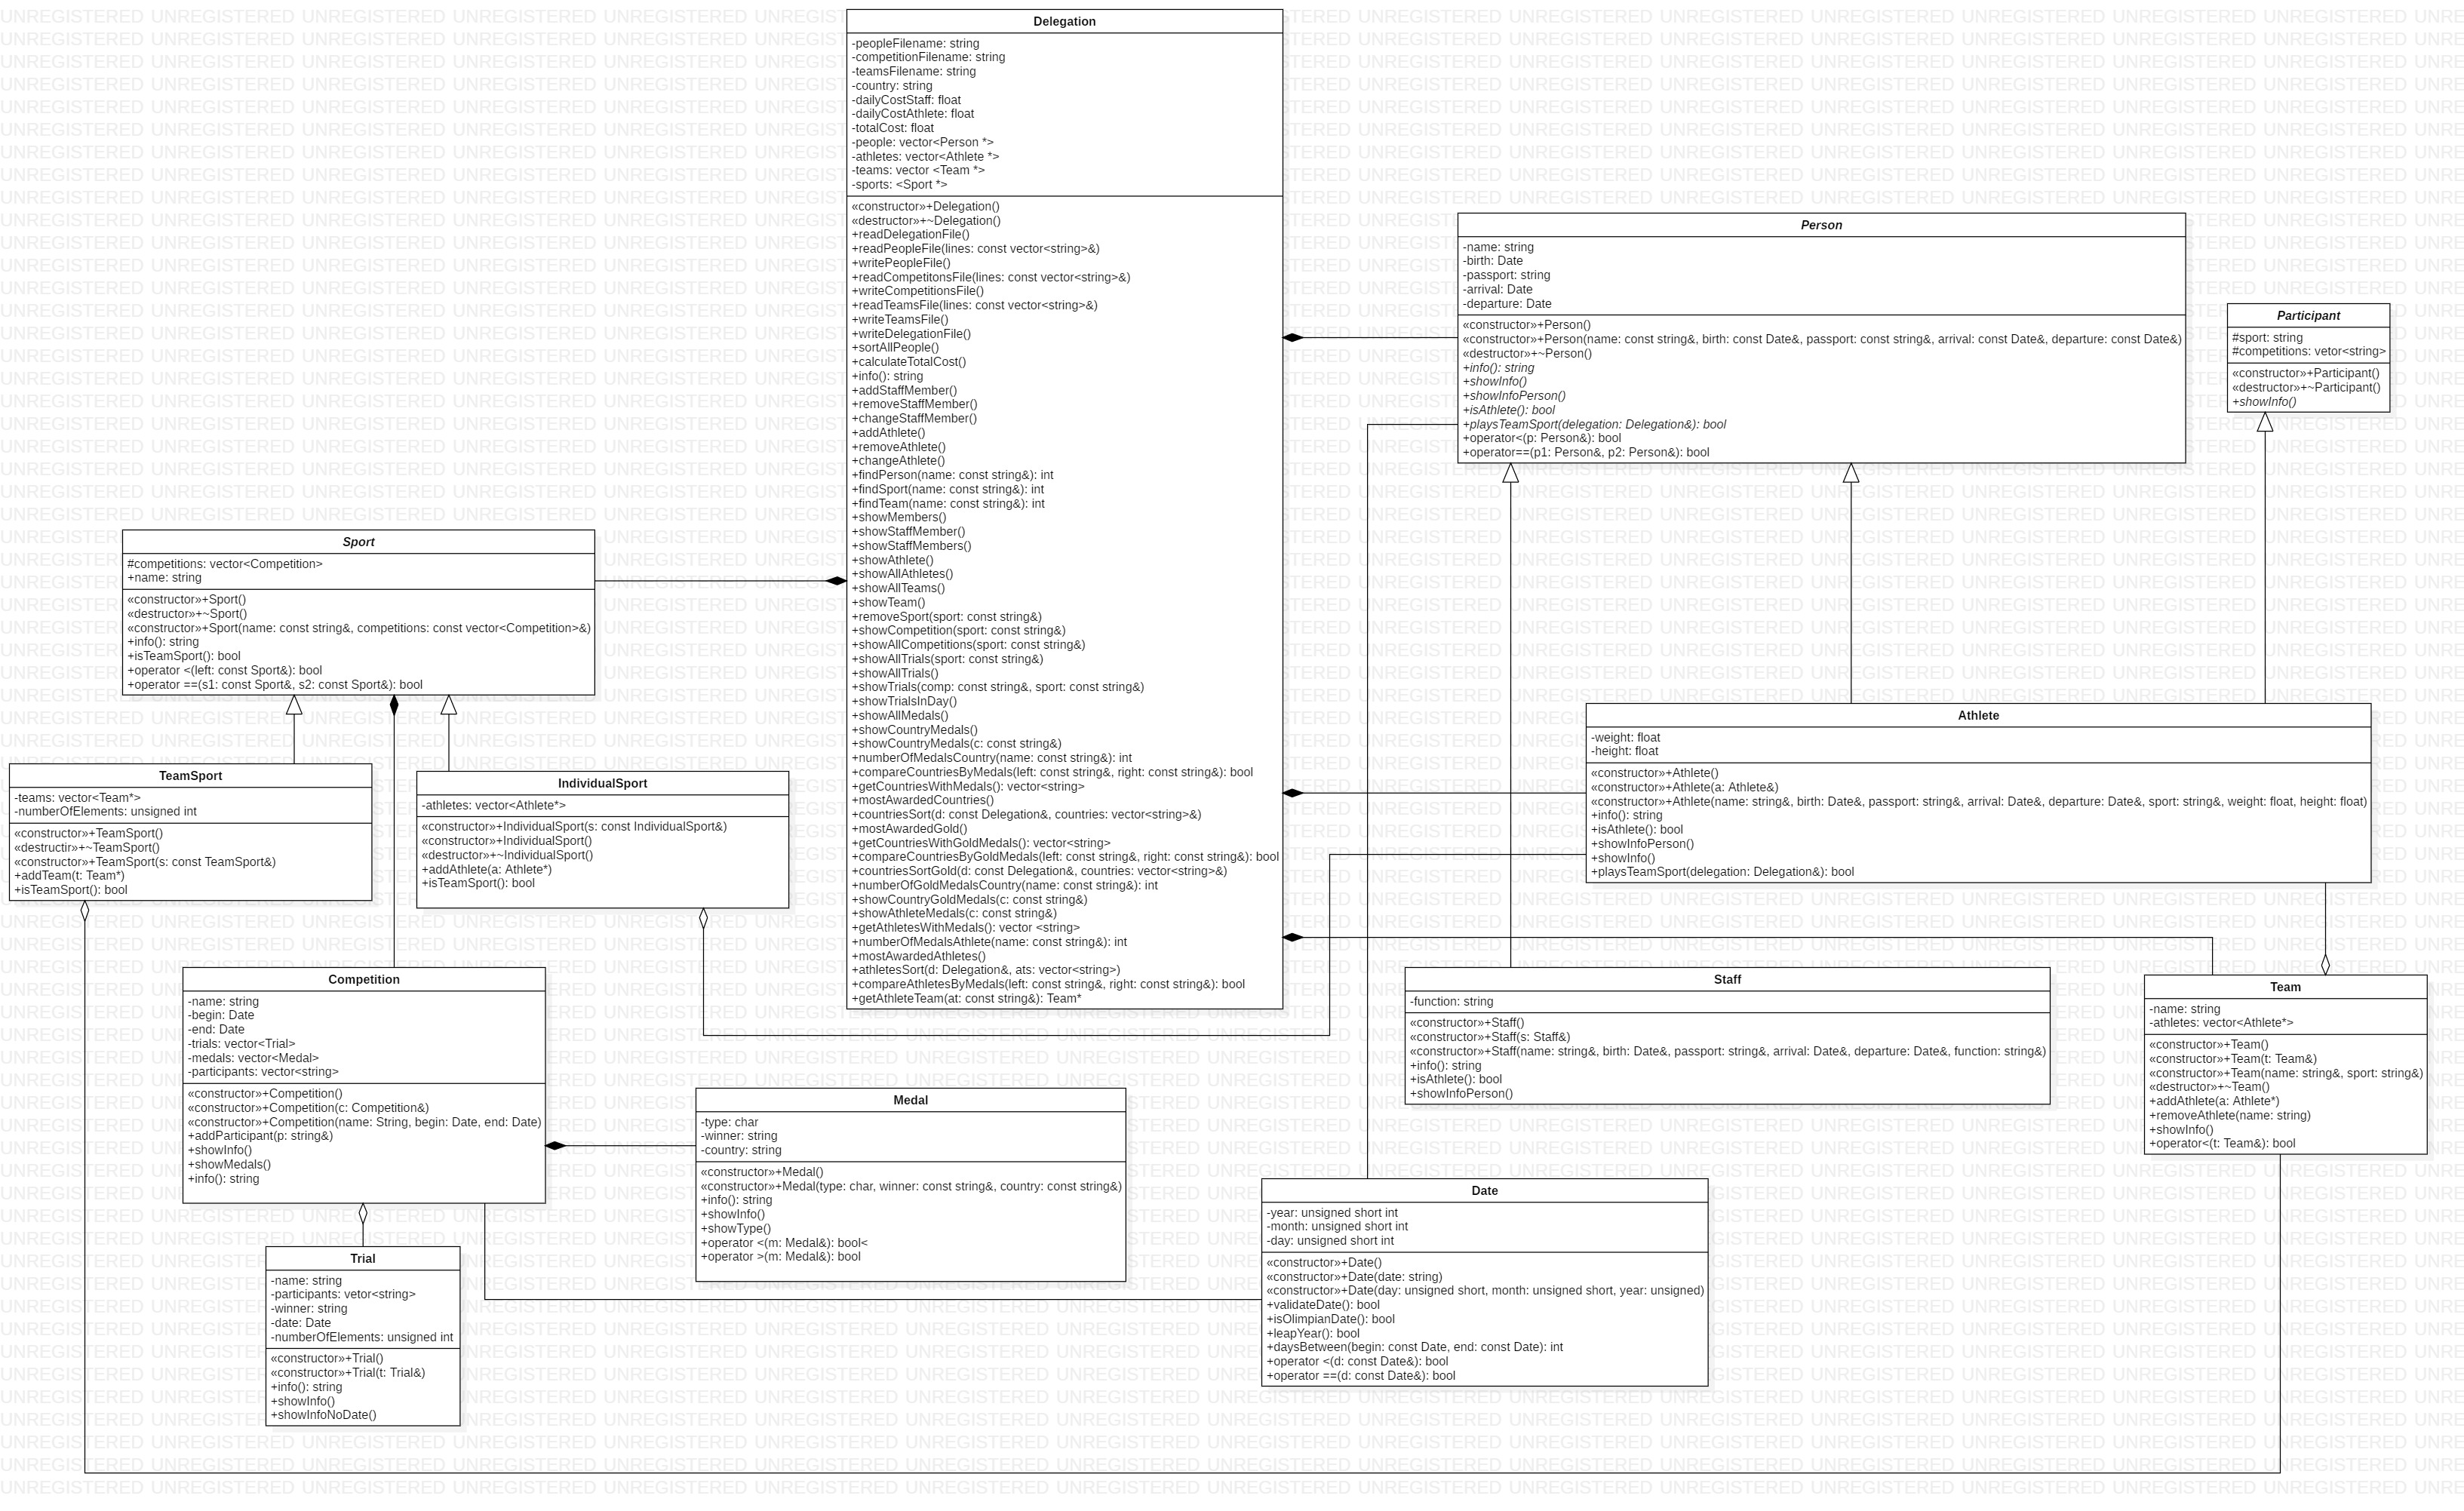 Delegation
-peopleFilename: string
-competitionFilename: string
-teamsFilename: string
-country: string
-dailyCostStaff: float
-dailyCostAthlete: float
-totalCost: float
-people: vector<Person *>
-athletes: vector<Athlete *>
-teams: vector <Team *>
-sports: <Sport *>
«constructor»+Delegation()
«destructor»+~Delegation()
+readDelegationFile()
+readPeopleFile(lines: const vector<string>&)
+writePeopleFile()
+readCompetitonsFile(lines: const vector<string>&)
+writeCompetitionsFile()
+readTeamsFile(lines: const vector<string>&)
+writeTeamsFile()
+writeDelegationFile()
+sortAllPeople()
+calculateTotalCost()
+info(): string
+addStaffMember()
+removeStaffMember()
+changeStaffMember()
+addAthlete()
+removeAthlete()
+changeAthlete()
+findPerson(name: const string&): int
+findSport(name: const string&): int
+findTeam(name: const string&): int
+showMembers()
+showStaffMember()
+showStaffMembers()
+showAthlete()
+showAllAthletes()
+showAllTeams()
+showTeam()
+removeSport(sport: const string&)
+showCompetition(sport: const string&)
+showAllCompetitions(sport: const string&)
+showAllTrials(sport: const string&)
+showAllTrials()
+showTrials(comp: const string&, sport: const string&)
+showTrialsInDay()
+showAllMedals()
+showCountryMedals()
+showCountryMedals(c: const string&)
+numberOfMedalsCountry(name: const string&): int
+compareCountriesByMedals(left: const string&, right: const string&): bool
+getCountriesWithMedals(): vector<string>
+mostAwardedCountries()
+countriesSort(d: const Delegation&, countries: vector<string>&)
+mostAwardedGold()
+getCountriesWithGoldMedals(): vector<string>
+compareCountriesByGoldMedals(left: const string&, right: const string&): bool
+countriesSortGold(d: const Delegation&, countries: vector<string>&)
+numberOfGoldMedalsCountry(name: const string&): int
+showCountryGoldMedals(c: const string&)
+showAthleteMedals(c: const string&)
+getAthletesWithMedals(): vector <string>
+numberOfMedalsAthlete(name: const string&): int
+mostAwardedAthletes()
+athletesSort(d: Delegation&, ats: vector<string>)
+compareAthletesByMedals(left: const string&, right: const string&): bool
+getAthleteTeam(at: const string&): Team*
Person
-name: string
-birth: Date
-passport: string
-arrival: Date
-departure: Date
«constructor»+Person()
«constructor»+Person(name: const string&, birth: const Date&, passport: const string&, arrival: const Date&, departure: const Date&)
«destructor»+~Person()
+info(): string
+showInfo()
+showInfoPerson()
+isAthlete(): bool
+playsTeamSport(delegation: Delegation&): bool
+operator<(p: Person&): bool
+operator==(p1: Person&, p2: Person&): bool
Participant
#sport: string
#competitions: vetor<string>
«constructor»+Participant()
«destructor»+~Participant()
+showInfo()
Sport
#competitions: vector<Competition>
+name: string
«constructor»+Sport()
«destructor»+~Sport()
«constructor»+Sport(name: const string&, competitions: const vector<Competition>&)
+info(): string
+isTeamSport(): bool
+operator <(left: const Sport&): bool
+operator ==(s1: const Sport&, s2: const Sport&): bool
TeamSport
-teams: vector<Team*>
-numberOfElements: unsigned int
«constructor»+TeamSport()
«destructir»+~TeamSport()
«constructor»+TeamSport(s: const TeamSport&)
+addTeam(t: Team*)
+isTeamSport(): bool
IndividualSport
-athletes: vector<Athlete*>
«constructor»+IndividualSport(s: const IndividualSport&)
«constructor»+IndividualSport()
«destructor»+~IndividualSport()
+addAthlete(a: Athlete*)
+isTeamSport(): bool
Athlete
-weight: float
-height: float
«constructor»+Athlete()
«constructor»+Athlete(a: Athlete&)
«constructor»+Athlete(name: string&, birth: Date&, passport: string&, arrival: Date&, departure: Date&, sport: string&, weight: float, height: float)
+info(): string
+isAthlete(): bool
+showInfoPerson()
+showInfo()
+playsTeamSport(delegation: Delegation&): bool
Competition
-name: string
-begin: Date
-end: Date
-trials: vector<Trial>
-medals: vector<Medal>
-participants: vector<string>
«constructor»+Competition()
«constructor»+Competition(c: Competition&)
«constructor»+Competition(name: String, begin: Date, end: Date)
+addParticipant(p: string&)
+showInfo()
+showMedals()
+info(): string
Staff
-function: string
«constructor»+Staff()
«constructor»+Staff(s: Staff&)
«constructor»+Staff(name: string&, birth: Date&, passport: string&, arrival: Date&, departure: Date&, function: string&)
+info(): string
+isAthlete(): bool
+showInfoPerson()
Team
-name: string
-athletes: vector<Athlete*>
«constructor»+Team()
«constructor»+Team(t: Team&)
«constructor»+Team(name: string&, sport: string&)
«destructor»+~Team()
+addAthlete(a: Athlete*)
+removeAthlete(name: string)
+showInfo()
+operator<(t: Team&): bool
Medal
-type: char
-winner: string
-country: string
«constructor»+Medal()
«constructor»+Medal(type: char, winner: const string&, country: const string&)
+info(): string
+showInfo()
+showType()
+operator <(m: Medal&): bool<
+operator >(m: Medal&): bool
Date
-year: unsigned short int
-month: unsigned short int
-day: unsigned short int
«constructor»+Date()
«constructor»+Date(date: string)
«constructor»+Date(day: unsigned short, month: unsigned short, year: unsigned)
+validateDate(): bool
+isOlimpianDate(): bool
+leapYear(): bool
+daysBetween(begin: const Date, end: const Date): int
+operator <(d: const Date&): bool
+operator ==(d: const Date&): bool
Trial
-name: string
-participants: vetor<string>
-winner: string
-date: Date
-numberOfElements: unsigned int
«constructor»+Trial()
«constructor»+Trial(t: Trial&)
+info(): string
+showInfo()
+showInfoNoDate()